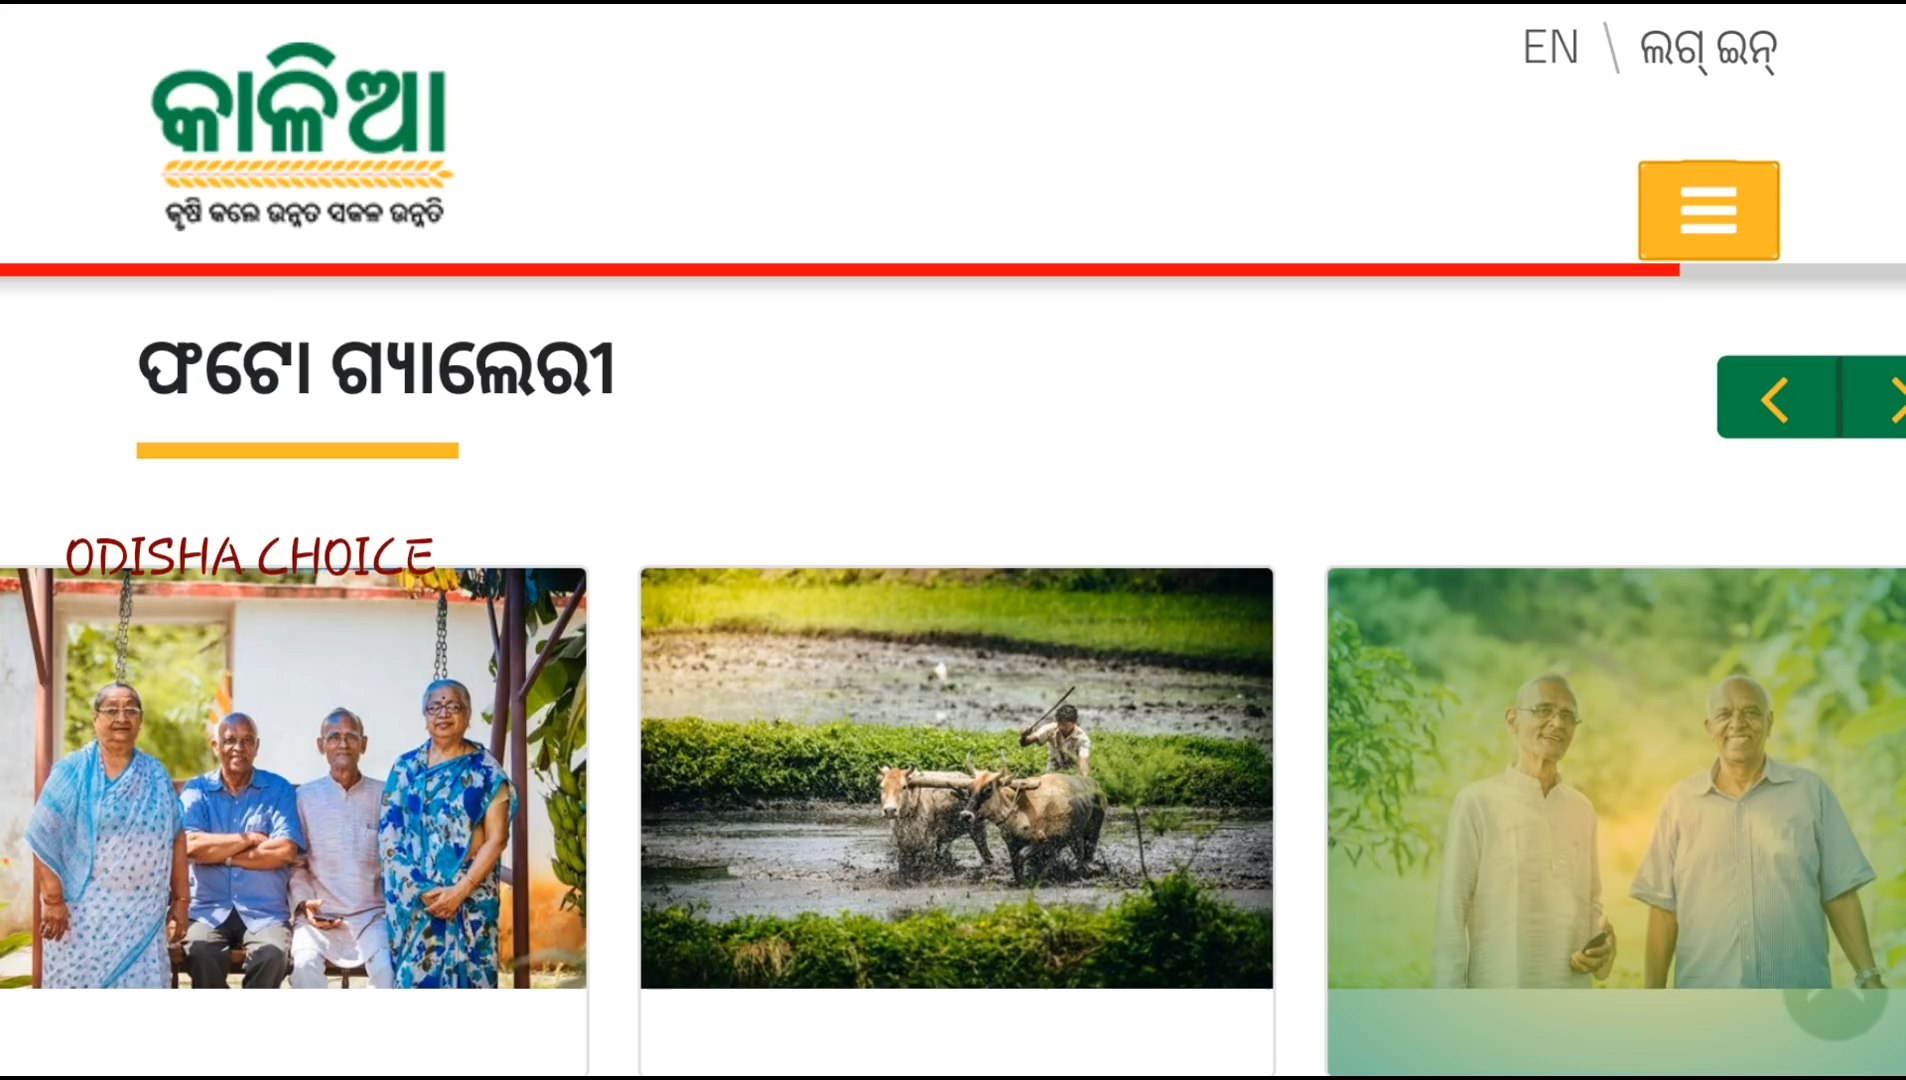 EN \ ଲଗ୍ ଇନ୍
କାଳିଆ
କୃଷି କଲେ ଉନ୍ନତ ସକଳ ଉନ୍ନତି
ଫଟୋ ଗ୍ୟାଲେରୀ
ODISHA CHOICE